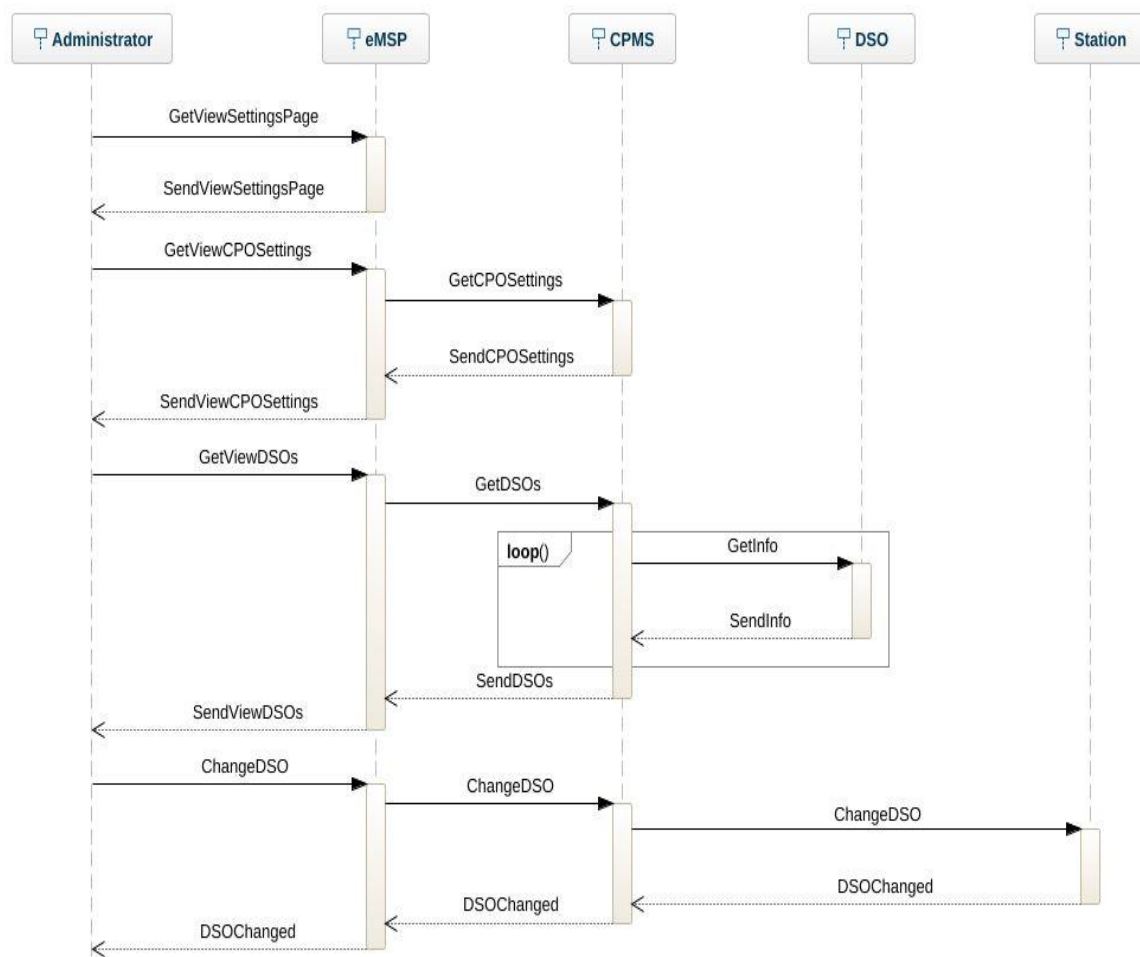 Administrator
eMSP
CPMS
DSO
Station
GetViewSettingsPage
SendViewSettingsPage
GetViewCPOSettings
GetCPOSettings
SendCPOSettings
SendViewCPOSettings
GetViewDSOs
GetDSOs
loop()
GetInfo
SendInfo
SendDSOs
SendViewDSOs
ChangeDSO
ChangeDSO
ChangeDSO
DSOChanged
DSOChanged
DSOChanged